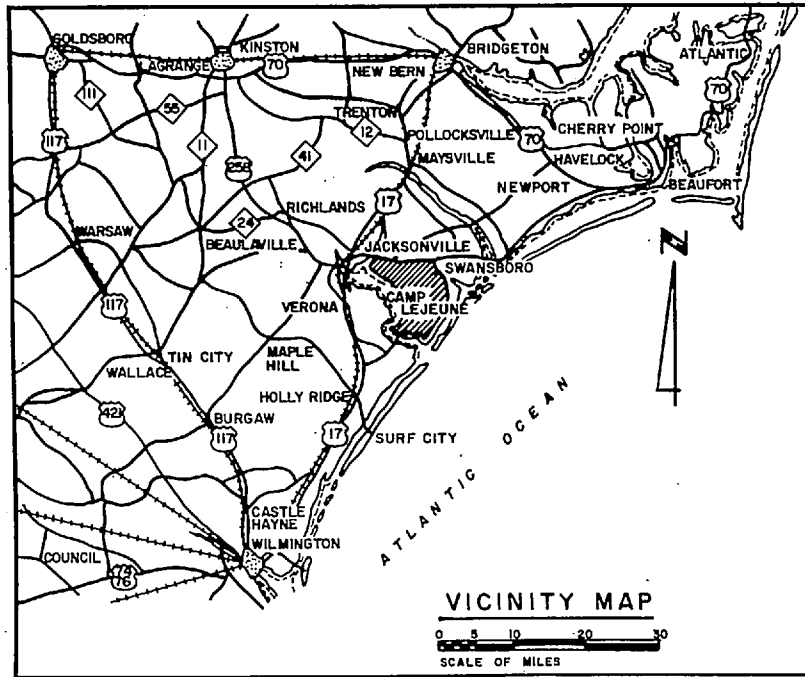 GOLDSBORO
KINSTON
BRIDGETON
ATLANTIC
LAGRANGE
70
NEW BERN
70
111
55
TRENTON
12
CHERRY POINT
117
11
258
41
POLLOCKSVILLE
70
HAVELOCK
MAYSVILLE
NEWPORT
BEAUFORT
RICHLANDS
17
24
WARSAW
BEAULAVILLE
JACKSONVILLE
SWANSBORO
N
VERONA
CAMP
LEJEUNE
117
TIN CITY
MAPLE
HILL
WALLACE
HOLLY RIDGE
421
BURGAW
117
17
SURF CITY
ATLANTIC OCEAN
CASTLE
HAYNE
WILMINGTON
COUNCIL
74
76
VICINITY MAP
0 5 10 20 30
SCALE OF MILES